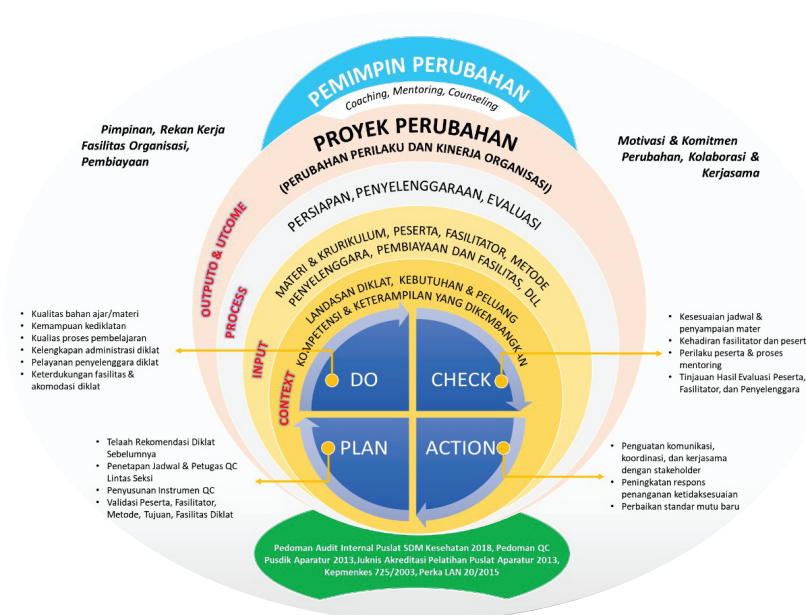 PEMIMPIN PERUBAHAN
Coaching, Mentoring, Counseling
Pimpinan, Rekan Kerja
Fasilitas Organisasi,
Pembiayaan
PROYEK PERUBAHAN
(PERUBAHAN PERILAKU DAN KINERJA ORGANISASI)
Motivasi & Komitmen
Perubahan, Kolaborasi &
Kerjasama
PERSIAPAN, PENYELENGGARAAN, EVALUASI
MATERI & KRURIKULUM, PESERTA, FASILITATOR, METODE
PENYELENGGARA, PEMBIAYAAN DAN FASILITAS, DLL
LANDASAN DIKLAT, KEBUTUHAN & PELUANG
KOMPETENSI & KETERAMPILAN YANG DIKEMBANGKAN
OUTPUTO & UTCOME
PROCESS
INPUT
CONTEXT
• Kualitas bahan ajar/materi
• Kemampuan kediklatan
• Kualias proses pembelajaran
• Kelengkapan administrasi diklat
• Pelayanan penyelenggara diklat
• Keterdukungan fasilitas &
akomodasi diklat
DO
CHECK
• Kesesuaian jadwal &
penyampaian mater
• Kehadiran fasilitator dan pesert
• Perilaku peserta & proses
mentoring
• Tinjauan Hasil Evaluasi Peserta,
Fasilitator, dan Penyelenggara
PLAN
ACTION
• Telaah Rekomendasi Diklat
Sebelumnya
• Penetapan Jadwal & Petugas QC
Lintas Seksi
• Penyusunan Instrumen QC
• Validasi Peserta, Fasilitator,
Metode, Tujuan, Fasilitas Diklat
• Penguatan komunikasi,
koordinasi, dan kerjasama
dengan stakeholder
• Peningkatan respons
penanganan ketidaksesuaian
• Perbaikan standar mutu baru
Pedoman Audit Internal Puslat SDM Kesehatan 2018, Pedoman QC
Pusdik Aparatur 2013,Juknis Akreditasi Pelatihan Puslat Aparatur 2013,
Kepmenkes 725/2003, Perka LAN 20/2015